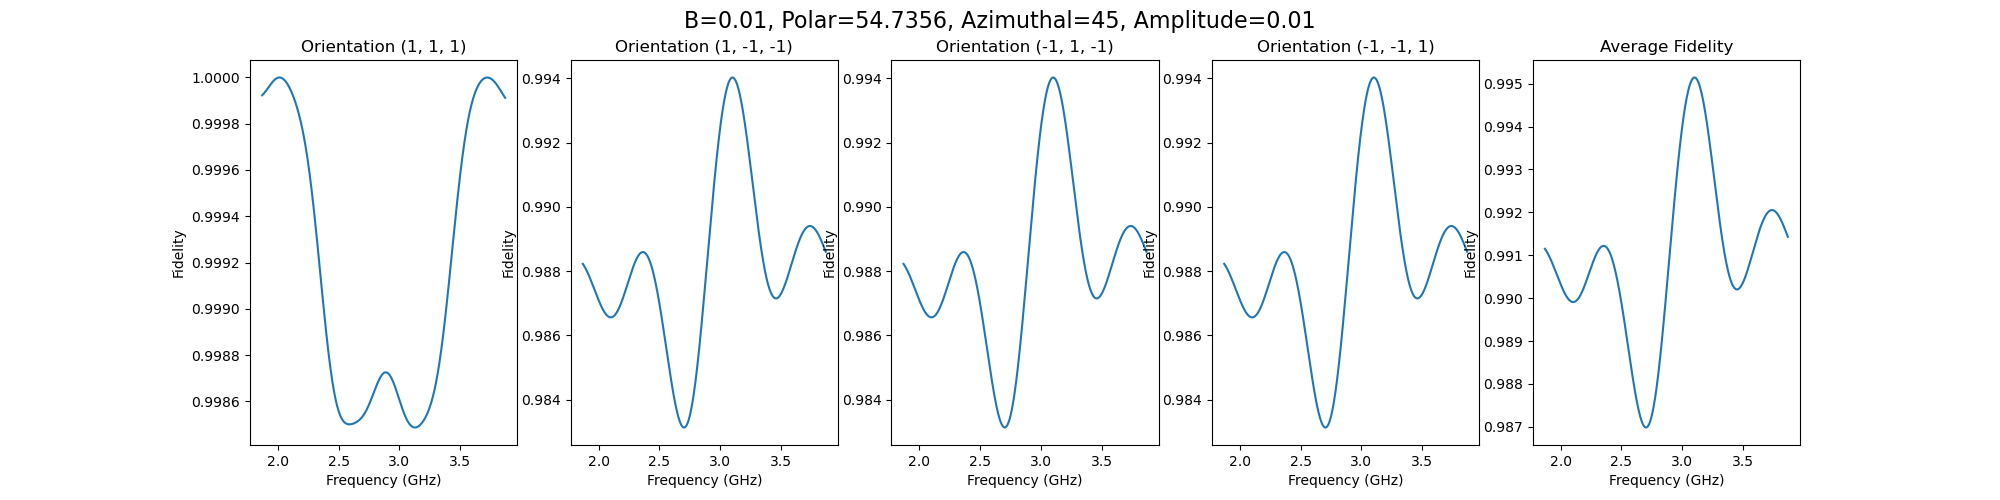 B=0.01, Polar=54.7356, Azimuthal=45, Amplitude=0.01
Orientation (1, 1, 1)
1.0000
0.9998
0.9996
0.9994
0.9992
0.9990
0.9988
0.9986
Fidelity
2.0 2.5 3.0 3.5
Frequency (GHz)
Orientation (1, -1, -1)
0.994
0.992
0.990
0.988
0.986
0.984
Fidelity
2.0 2.5 3.0 3.5
Frequency (GHz)
Orientation (-1, 1, -1)
0.994
0.992
0.990
0.988
0.986
0.984
Fidelity
2.0 2.5 3.0 3.5
Frequency (GHz)
Orientation (-1, -1, 1)
0.994
0.992
0.990
0.988
0.986
0.984
Fidelity
2.0 2.5 3.0 3.5
Frequency (GHz)
Average Fidelity
0.995
0.994
0.993
0.992
0.991
0.990
0.989
0.988
0.987
Fidelity
2.0 2.5 3.0 3.5
Frequency (GHz)